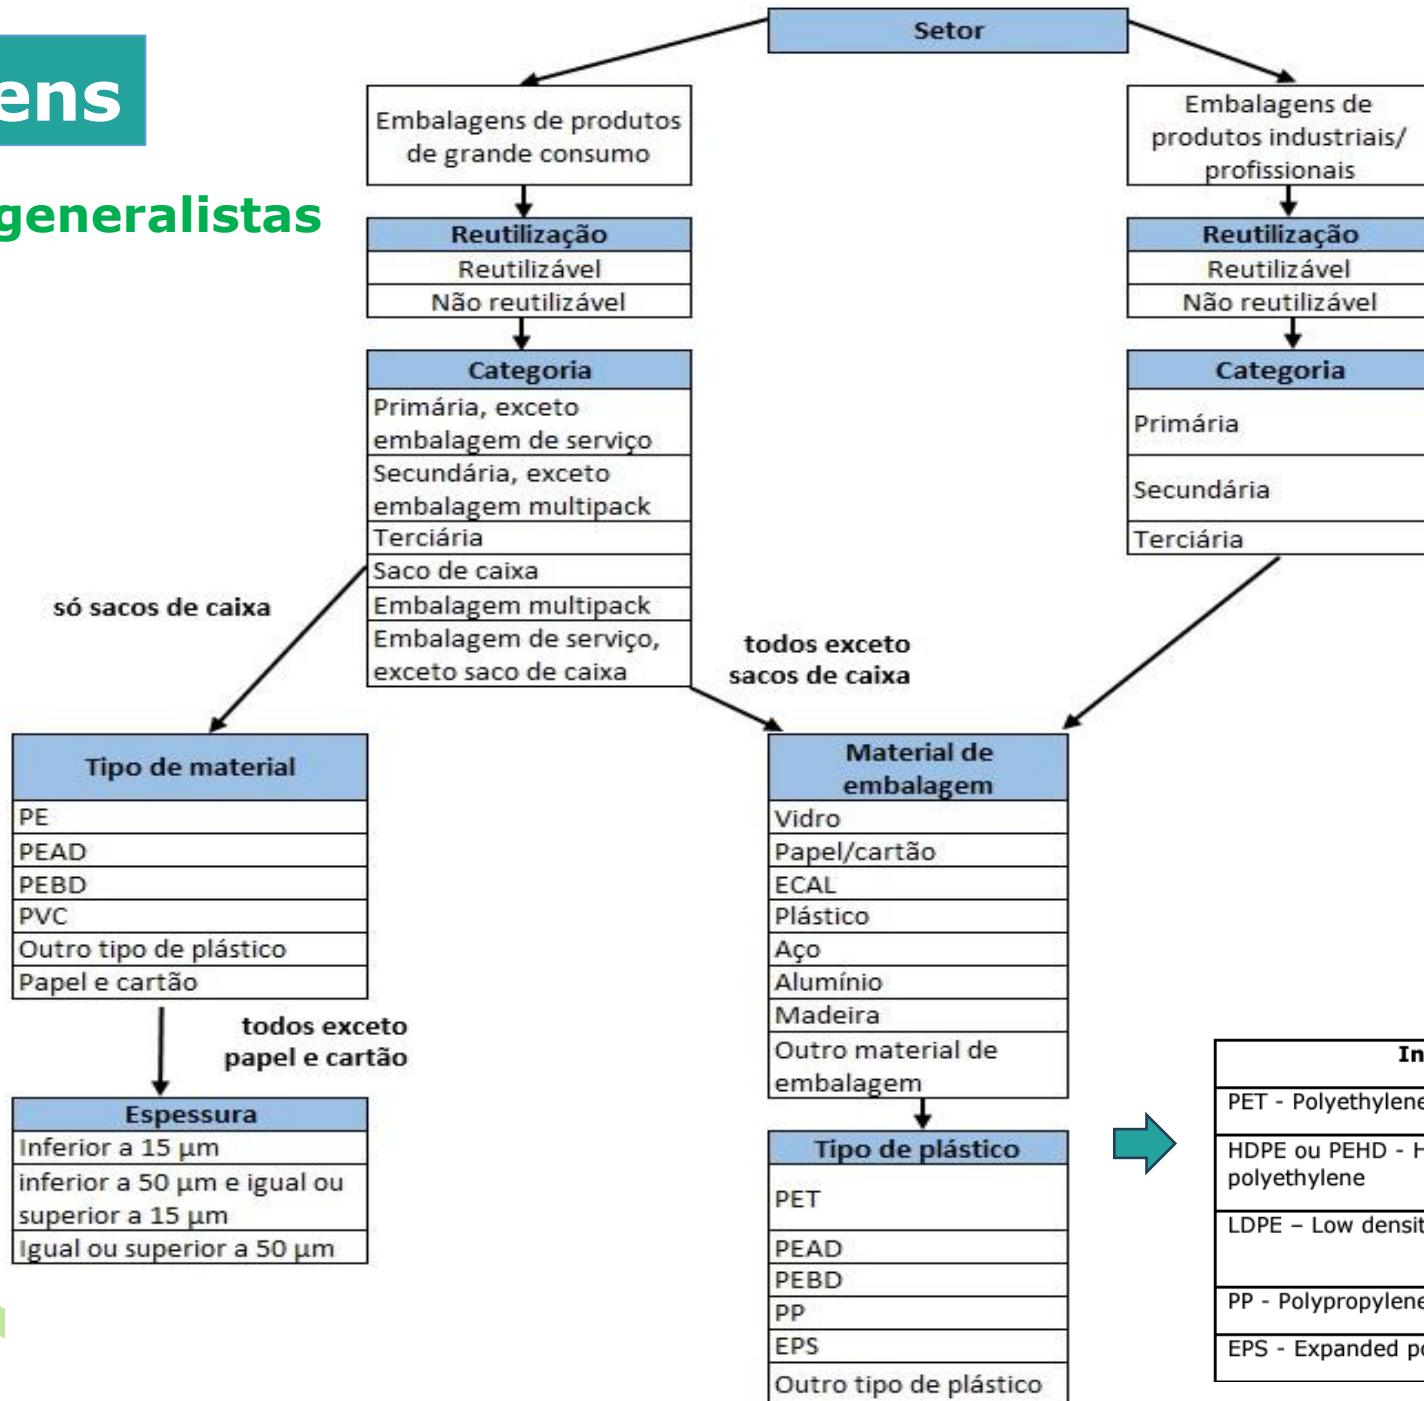 Setor
generalistas
Embalagens de produtos
de grande consumo
Reutilização
Reutilizável
Não reutilizável
Categoria
Primária, exceto
embalagem de serviço
Secundária, exceto
embalagem multipack
Terciária
Saco de caixa
Embalagem multipack
Embalagem de serviço,
exceto saco de caixa
Embalagens de
produtos industriais/
profissionais
Reutilização
Reutilizável
Não reutilizável
Categoria
Primária
Secundária
Terciária
só sacos de caixa
todos exceto
sacos de caixa
Tipo de material
PE
PEAD
PEBD
PVC
Outro tipo de plástico
Papel e cartão
todos exceto
papel e cartão
Espessura
Inferior a 15 µm
inferior a 50 µm e igual ou
superior a 15 µm
Igual ou superior a 50 µm
Material de
embalagem
Vidro
Papel/cartão
ECAL
Plástico
Aço
Alumínio
Madeira
Outro material de
embalagem
Tipo de plástico
PET
PEAD
PEBD
PP
EPS
Outro tipo de plástico
PET - Polyethylene
HDPE ou PEHD - H
polyethylene
LDPE – Low densit
PP - Polypropylene
EPS - Expanded